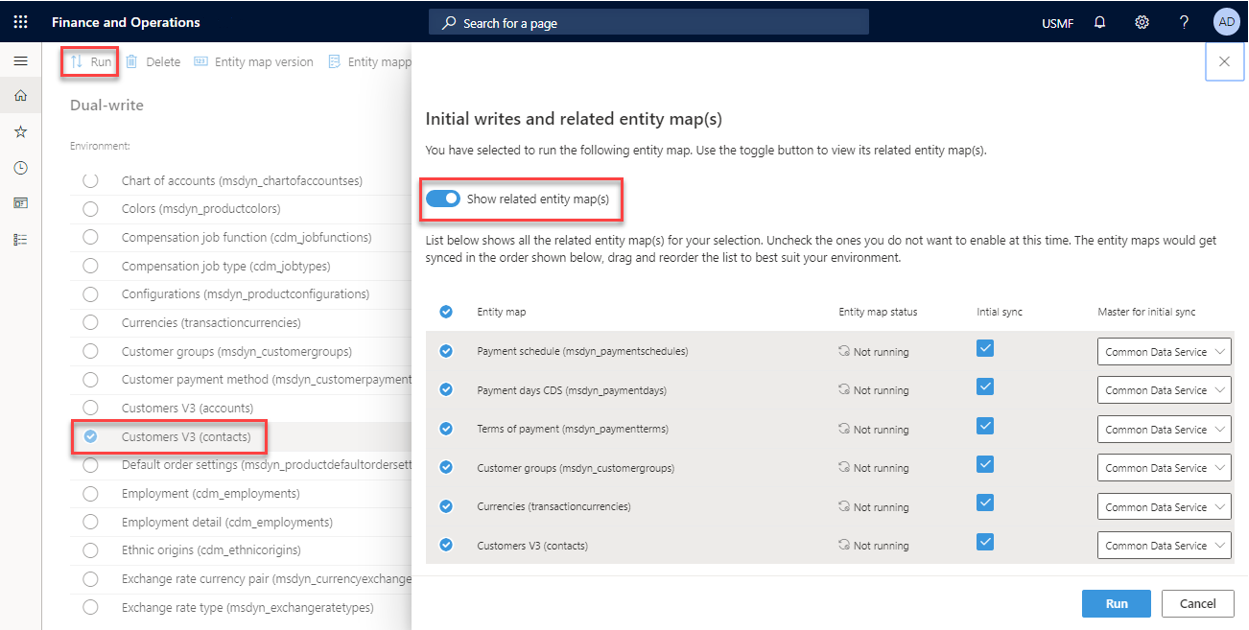 Finance and Operations
Search for a page
USMF
?
AD
Run
Delete
Entity map version
Entity mapp
Dual-write
Environment:
Chart of accounts (msdyn_chartofaccountses)
Colors (msdyn_productcolors)
Compensation job function (cdm_jobfunctions)
Compensation job type (cdm_jobtypes)
Configurations (msdyn_productconfigurations)
Currencies (transactioncurrencies)
Customer groups (msdyn_customergroups)
Customer payment method (msdyn_customerpayment
Customers V3 (accounts)
Customers V3 (contacts)
Default order settings (msdyn_productdefaultordersett
Employment (cdm_employments)
Employment detail (cdm_employments)
Ethnic origins (cdm_ethnicorigins)
Exchange rate currency pair (msdyn_currencyexchange
Exchange rate type (msdyn_exchangeratetypes)
Initial writes and related entity map(s)
You have selected to run the following entity map. Use the toggle button to view its related entity map(s).
Show related entity map(s)
List below shows all the related entity map(s) for your selection. Uncheck the ones you do not want to enable at this time. The entity maps would get
synced in the order shown below, drag and reorder the list to best suit your environment.
Entity map Entity map status Intial sync Master for initial sync
Payment schedule (msdyn_paymentschedules) Not running Common Data Service
Payment days CDS (msdyn_paymentdays) Not running Common Data Service
Terms of payment (msdyn_paymentterms) Not running Common Data Service
Customer groups (msdyn_customergroups) Not running Common Data Service
Currencies (transactioncurrencies) Not running Common Data Service
Customers V3 (contacts) Not running Common Data Service
Run
Cancel